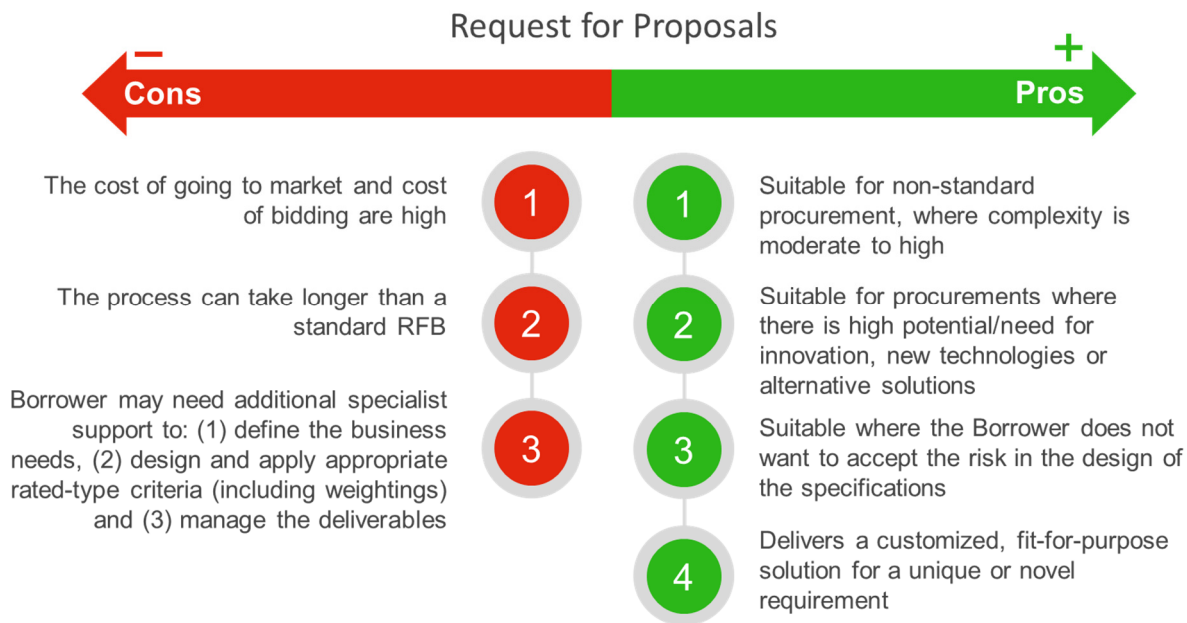 Request for Proposals
−
+
Cons
Pros
The cost of going to market and cost
of bidding are high
1
The process can take longer than a
standard RFB
2
Borrower may need additional specialist
support to: (1) define the business
needs, (2) design and apply appropriate
rated-type criteria (including weightings)
and (3) manage the deliverables
3
1
Suitable for non-standard
procurement, where complexity is
moderate to high
2
Suitable for procurements where
there is high potential/need for
innovation, new technologies or
alternative solutions
3
Suitable where the Borrower does not
want to accept the risk in the design of
the specifications
4
Delivers a customized, fit-for-purpose
solution for a unique or novel
requirement